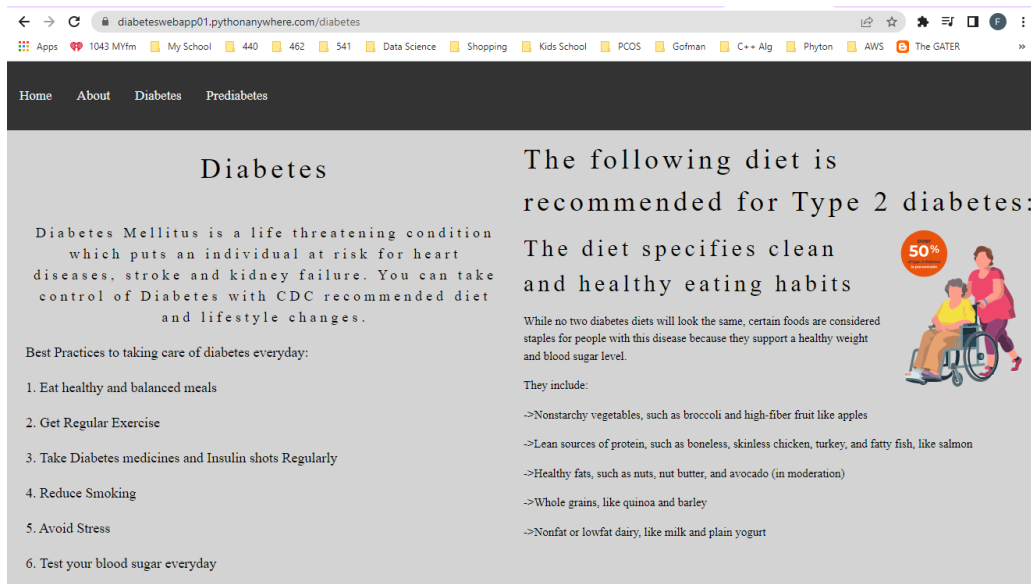 diabeteswebapp01.pythonanywhere.com/diabetes
F
Apps
1043 MYfm
My School
440
462
541
Data Science
Shopping
Kids School
PCOS
Gofman
C++ Alg
Phyton
AWS
The GATER
»
Home
About
Diabetes
Prediabetes
Diabetes
Diabetes Mellitus is a life threatening condition
which puts an individual at risk for heart
diseases, stroke and kidney failure. You can take
control of Diabetes with CDC recommended diet
and lifestyle changes.
Best Practices to taking care of diabetes everyday:
1. Eat healthy and balanced meals
2. Get Regular Exercise
3. Take Diabetes medicines and Insulin shots Regularly
4. Reduce Smoking
5. Avoid Stress
6. Test your blood sugar everyday
The following diet is
recommended for Type 2 diabetes:
The diet specifies clean
and healthy eating habits
over
50%
While no two diabetes diets will look the same, certain foods are considered
staples for people with this disease because they support a healthy weight
and blood sugar level.
They include:
->Nonstarchy vegetables, such as broccoli and high-fiber fruit like apples
->Lean sources of protein, such as boneless, skinless chicken, turkey, and fatty fish, like salmon
->Healthy fats, such as nuts, nut butter, and avocado (in moderation)
->Whole grains, like quinoa and barley
->Nonfat or lowfat dairy, like milk and plain yogurt